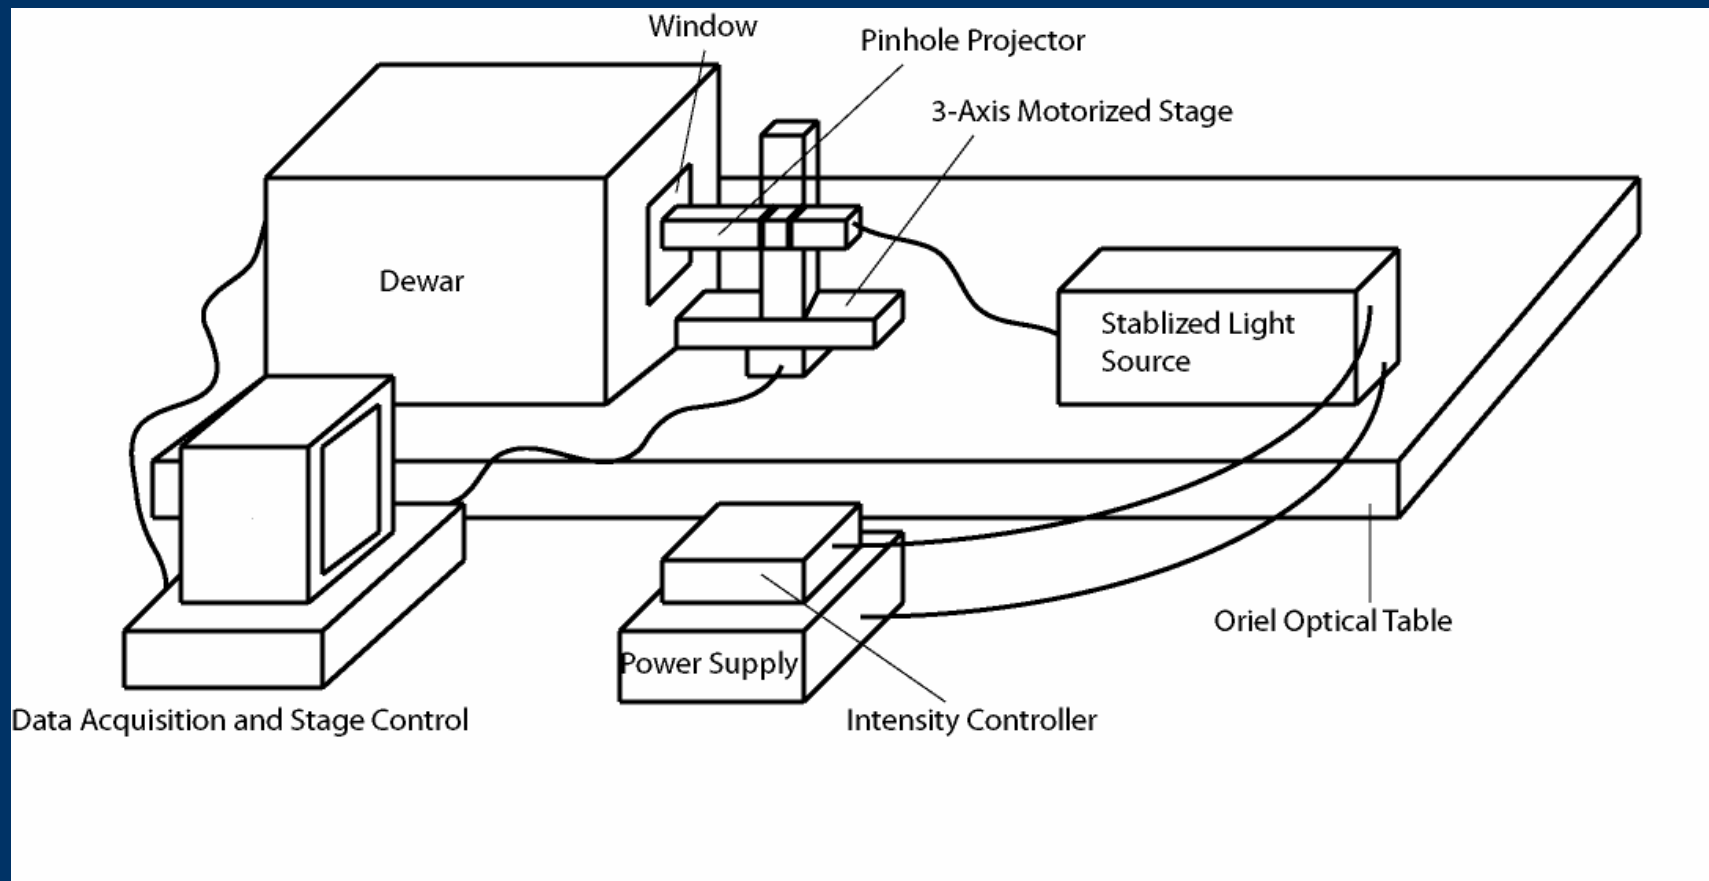 Window
Pinhole Projector
3-Axis Motorized Stage
Dewar
Stablized Light
Source
Oriel Optical Table
Power Supply
Data Acquisition and Stage Control
Intensity Controller